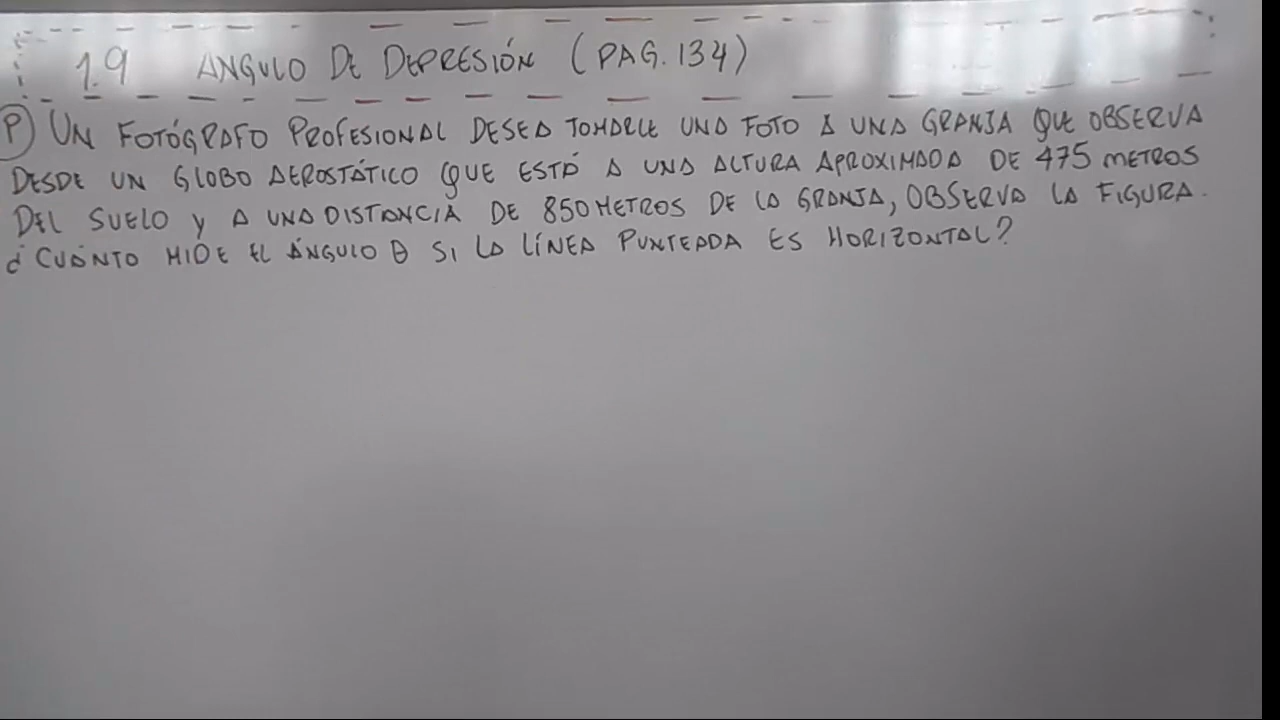 1.9 ANGULO DE DEPRESIÓN (PAG. 134)
P) UN FOTÓGRAFO PROFESIONAL DESEA TOMARLE UNA FOTO A UNA GRANJA QUE OBSERVA
DESDE UN GLOBO AEROSTÁTICO QUE ESTÁ A UNA ALTURA APROXIMADA DE 475 METROS
DEL SUELO Y A UNA DISTANCIA DE 850 METROS DE LA GRANJA, OBSERVA LA FIGURA.
¿CUÁNTO MIDE EL ÁNGULO θ SI LA LÍNEA PUNTEADA ES HORIZONTAL?